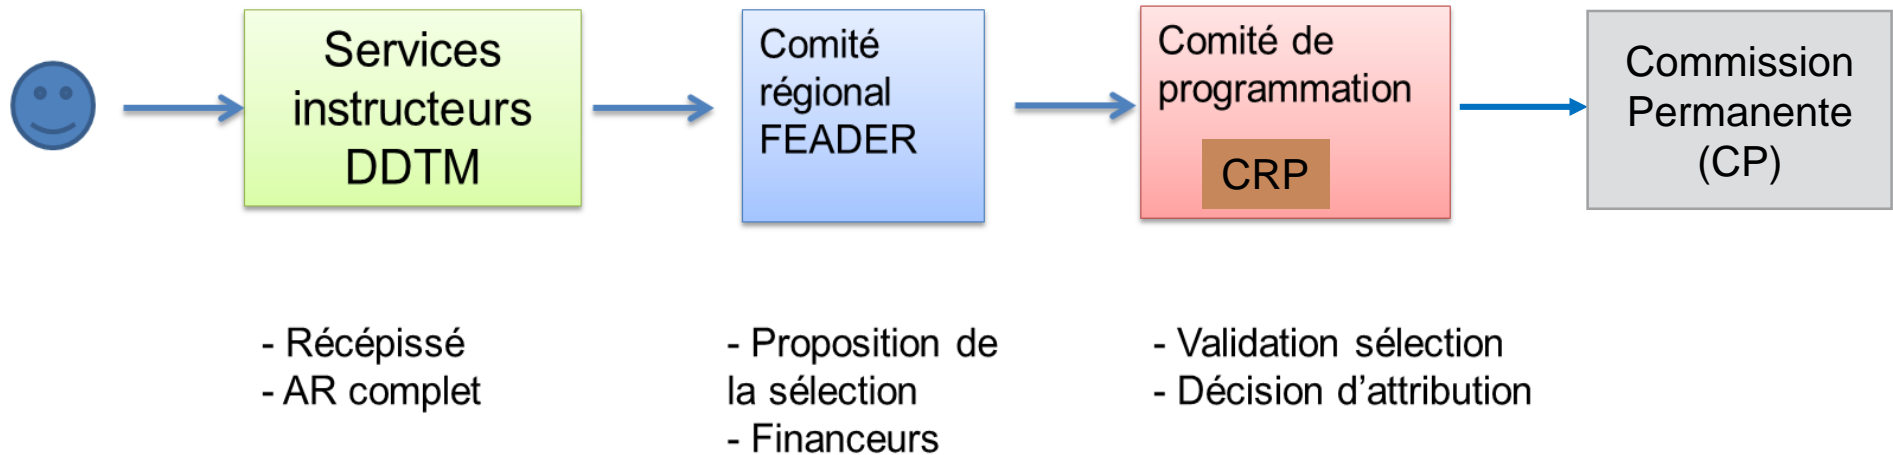 Services
instructeurs
DDTM
Comité
régional
FEADER
Comité de
programmation
CRP
Commission
Permanente
(CP)
- Récépissé
- AR complet
- Proposition de
la sélection
- Financeurs
- Validation sélection
- Décision d’attribution